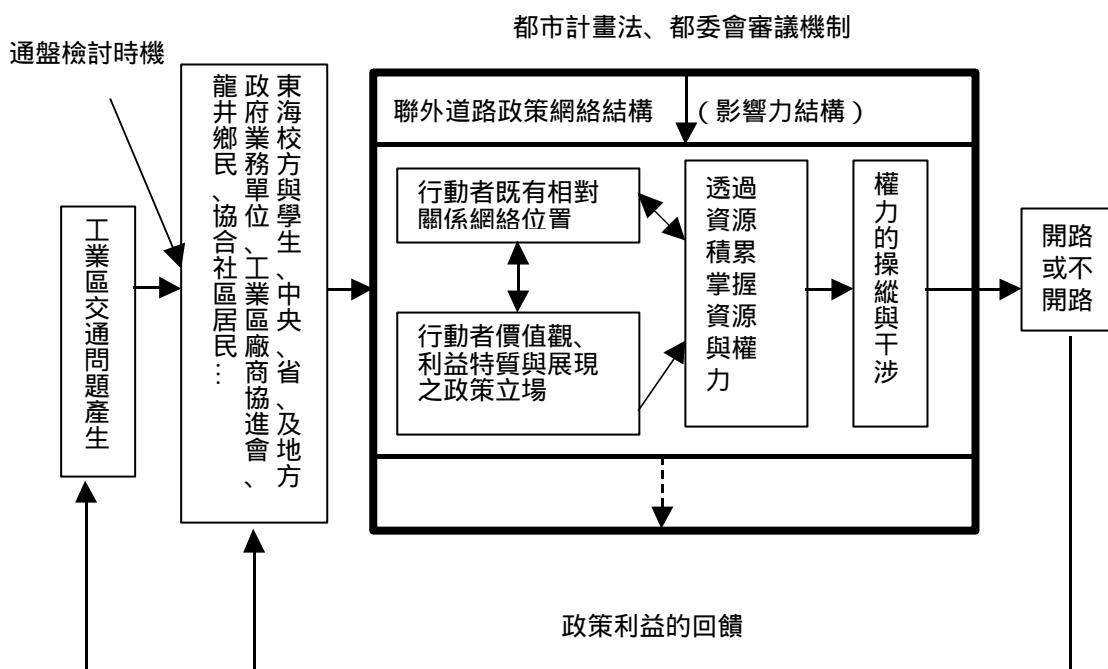 都市計畫法、都委會審議機制
通盤檢討時機
工業區交通問題產生
東海校方與學生、中央、省、及地方
政府業務單位、工業區廠商協進會、
龍井鄉民、協合社區居民…
聯外道路政策網絡結構 (影響力結構)
行動者既有相對
關係網絡位置
行動者價值觀、
利益特質與展現
之政策立場
透過
資源
積累
掌握
資源
與權
力
權力的操縱與干涉
開路
或不
開路
政策利益的回饋